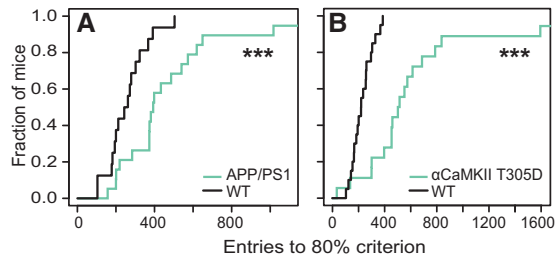 A
B
Fraction of mice
1.0
0.8
0.6
0.4
0.2
0.0
***
***
APP/PS1
WT
αCaMKII T305D
WT
0 400 800
0 400 800 1200 1600
Entries to 80% criterion